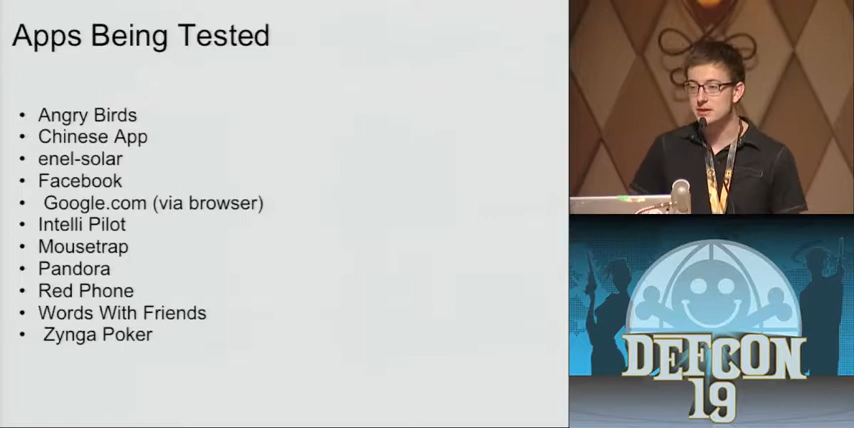 Apps Being Tested
• Angry Birds
• Chinese App
• enel-solar
• Facebook
• Google.com (via browser)
• Intelli Pilot
• Mousetrap
• Pandora
• Red Phone
• Words With Friends
• Zynga Poker
DEFCON
19